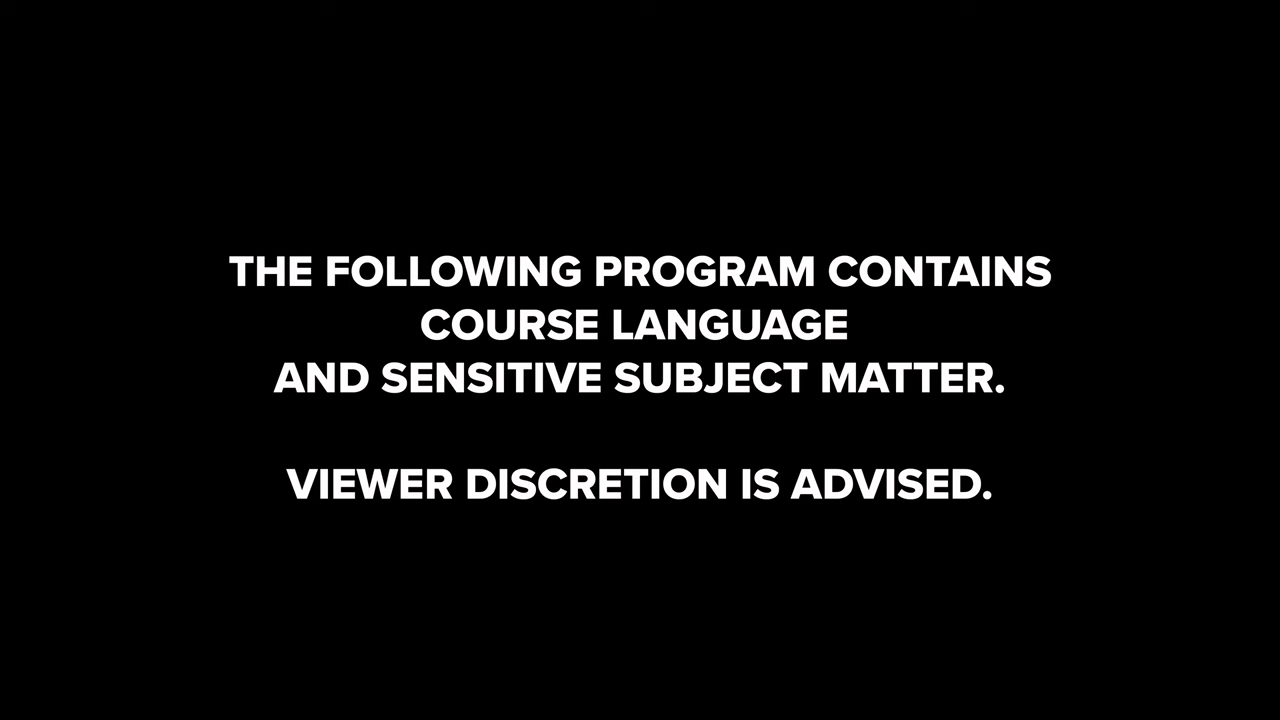 THE FOLLOWING PROGRAM CONTAINS
COURSE LANGUAGE
AND SENSITIVE SUBJECT MATTER.
VIEWER DISCRETION IS ADVISED.